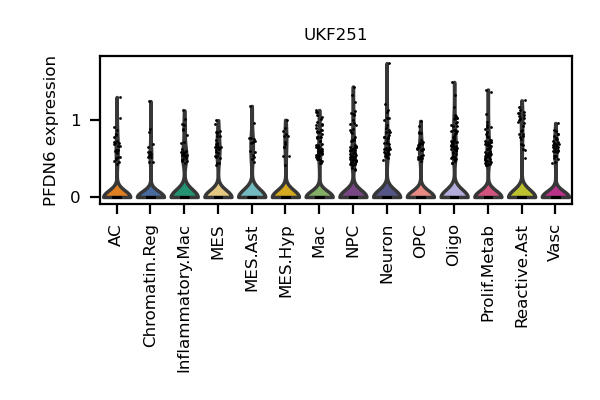 UKF251
PFDN6 expression
1
0
AC
Chromatin.Reg
Inflammatory.Mac
MES
MES.Ast
MES.Hyp
Mac
NPC
Neuron
OPC
Oligo
Prolif.Metab
Reactive.Ast
Vasc